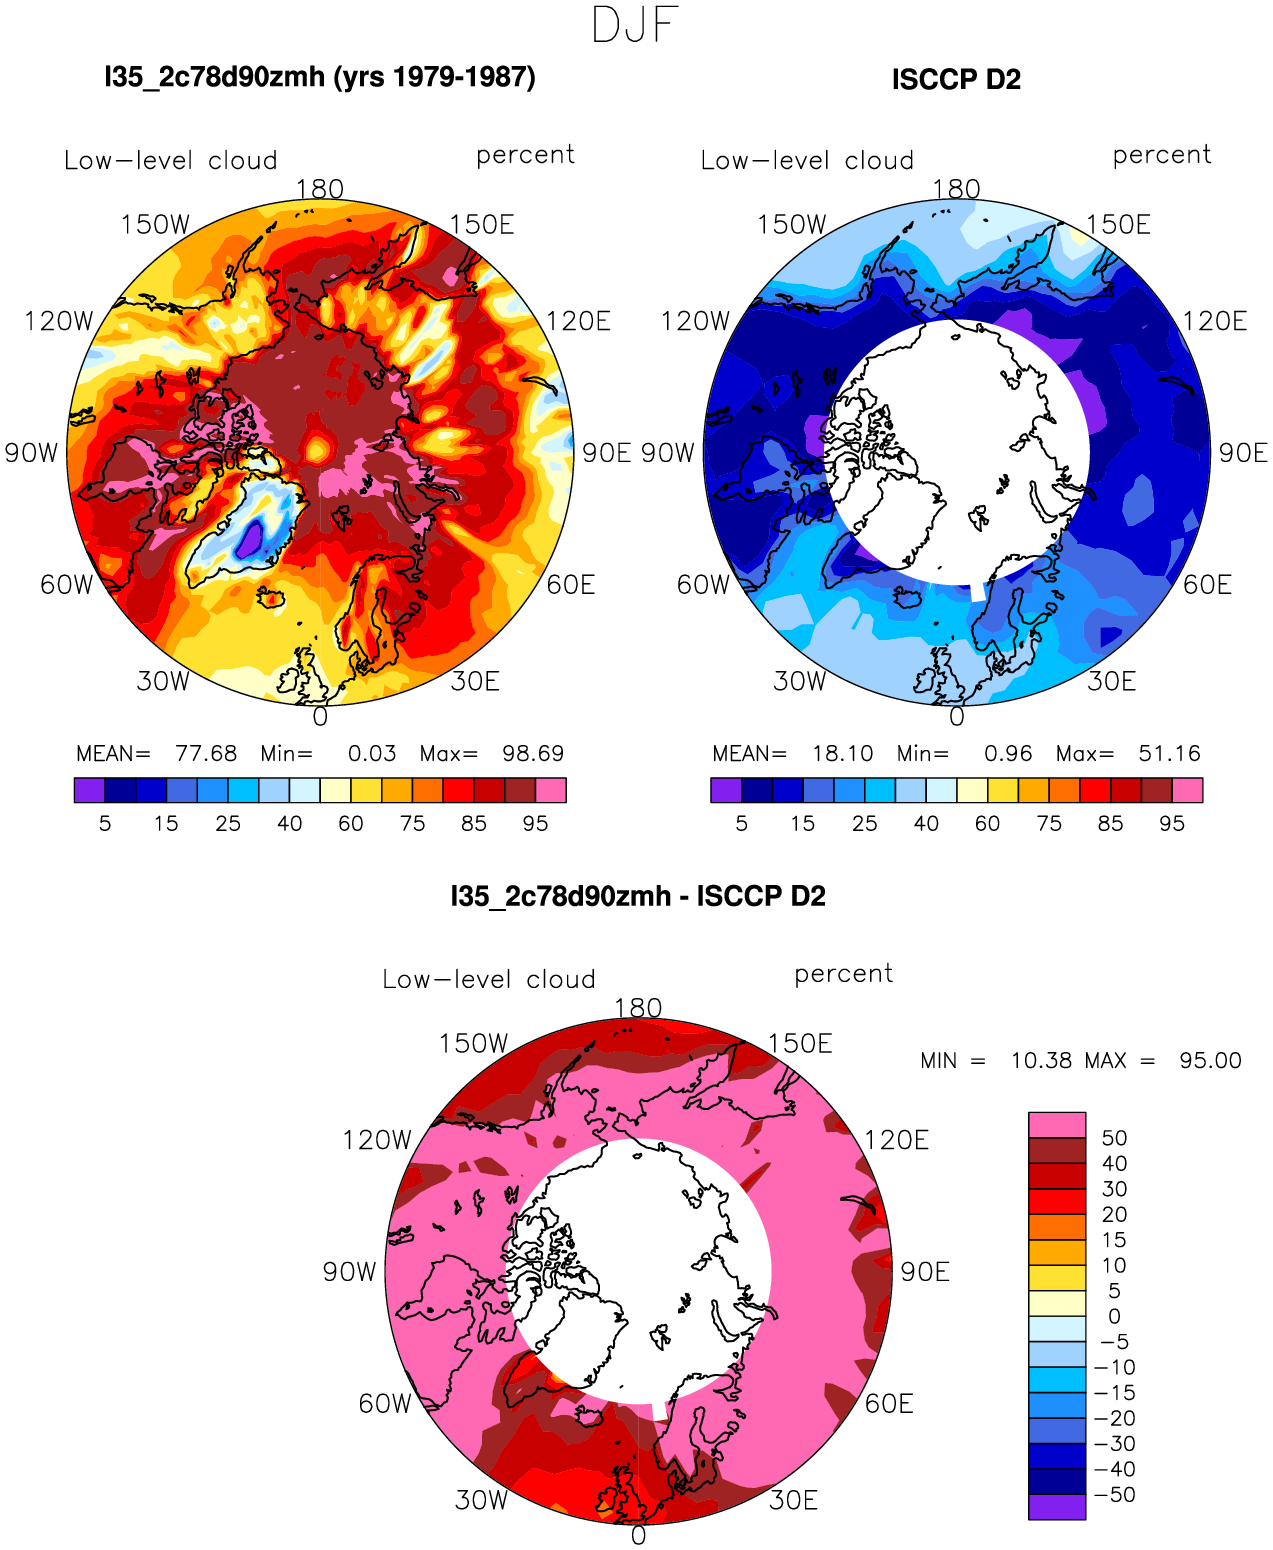 DJF
I35_2c78d90zmh (yrs 1979-1987)
ISCCP D2
Low-level cloud percent
Low-level cloud percent
180
150W 150E
120W 120E
90W 90E
60W 60E
30W 30E
0
180
150W 150E
120W 120E
90W 90E
60W 60E
30W 30E
0
MEAN= 77.68 Min= 0.03 Max= 98.69
5 15 25 40 60 75 85 95
MEAN= 18.10 Min= 0.96 Max= 51.16
5 15 25 40 60 75 85 95
I35_2c78d90zmh - ISCCP D2
Low-level cloud percent
180
150W 150E
120W 120E
90W 90E
60W 60E
30W 30E
0
MIN = 10.38 MAX = 95.00
50
40
30
20
15
10
5
0
-5
-10
-15
-20
-30
-40
-50